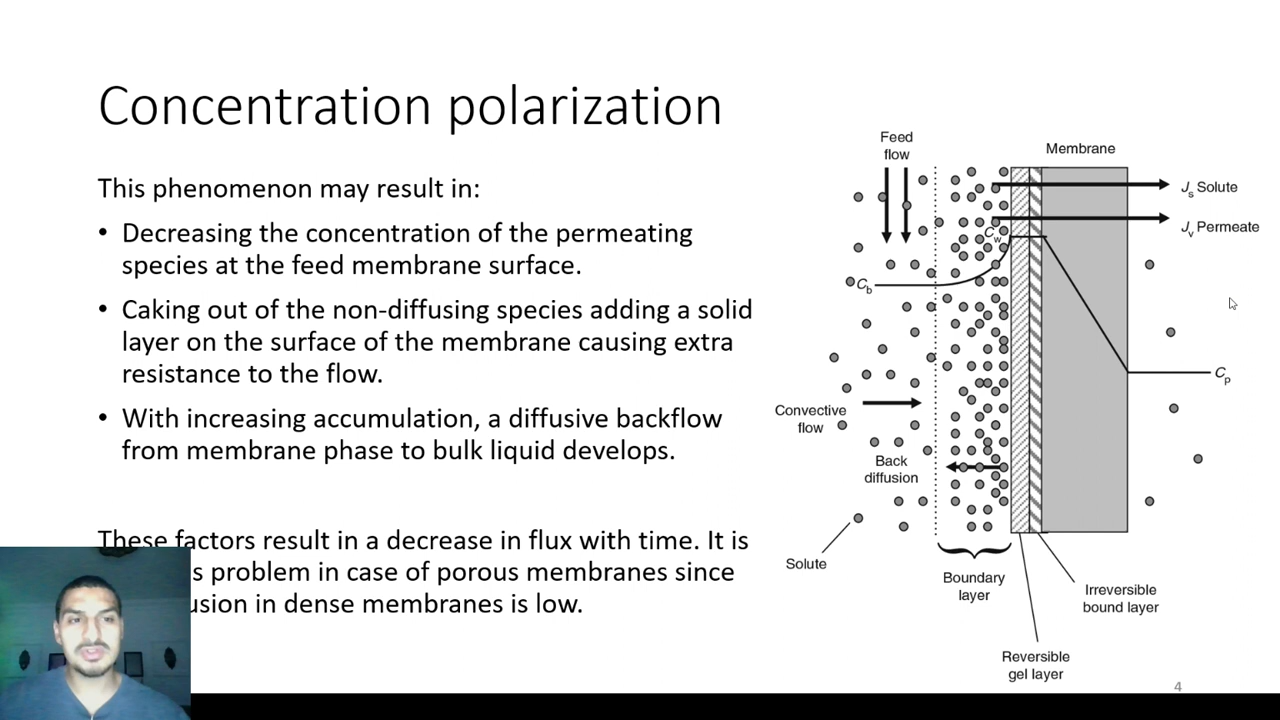 Concentration polarization
This phenomenon may result in:
• Decreasing the concentration of the permeating
species at the feed membrane surface.
• Caking out of the non-diffusing species adding a solid
layer on the surface of the membrane causing extra
resistance to the flow.
• With increasing accumulation, a diffusive backflow
from membrane phase to bulk liquid develops.
These factors result in a decrease in flux with time. It is
problem in case of porous membranes since
in dense membranes is low.
Feed
flow
Membrane
Js Solute
Jv Permeate
Cw
Cb
Cp
Convective
flow
Back
diffusion
Solute
Boundary
layer
Irreversible
bound layer
Reversible
gel layer
4